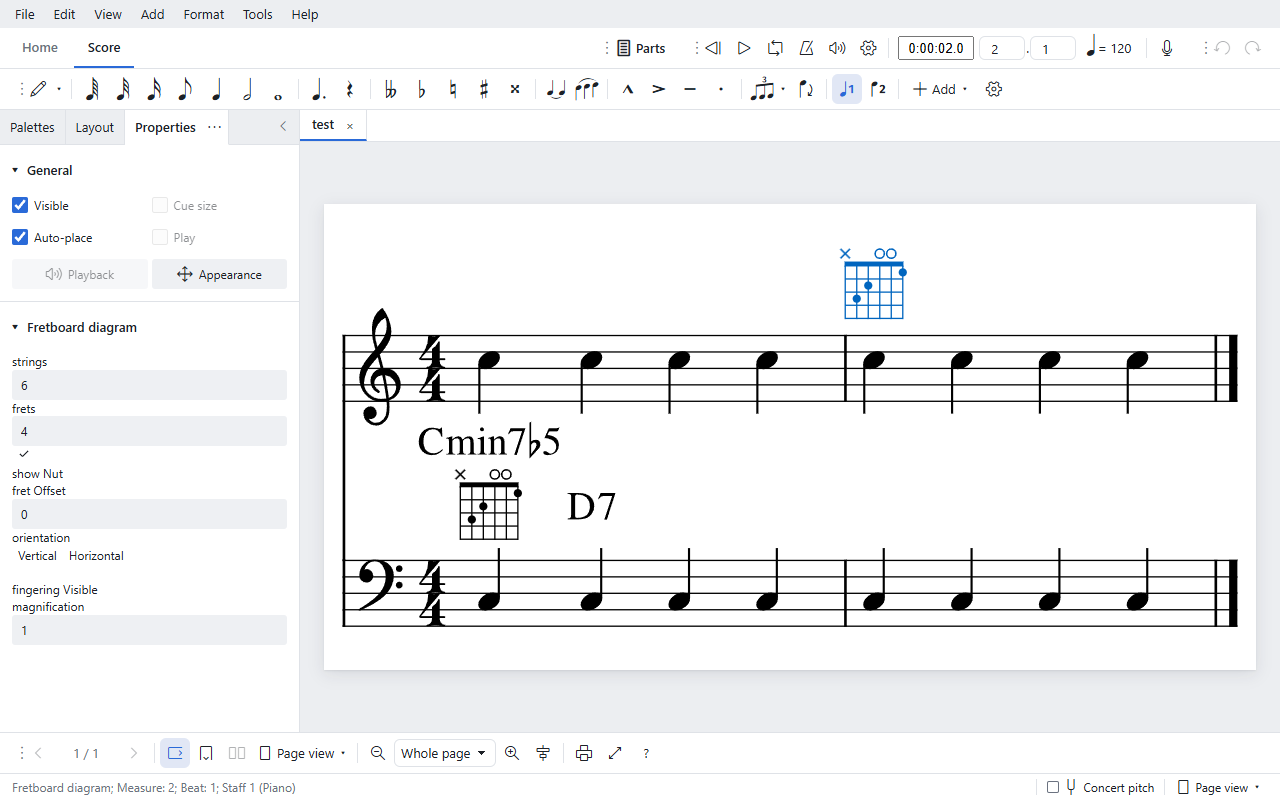 File Edit View Add Format Tools Help
Home Score Parts 0:00:02.0 2 . 1 = 120
3 1 2 Add
Palettes Layout Properties ··· test ×
General
Visible Cue size
Auto-place Play
Playback Appearance
Fretboard diagram
strings
6
frets
4
show Nut
fret Offset
0
orientation
Vertical Horizontal
fingering Visible
magnification
1
Cmin7♭5
D7
1 / 1 Page view Whole page ?
Fretboard diagram; Measure: 2; Beat: 1; Staff 1 (Piano) Concert pitch Page view